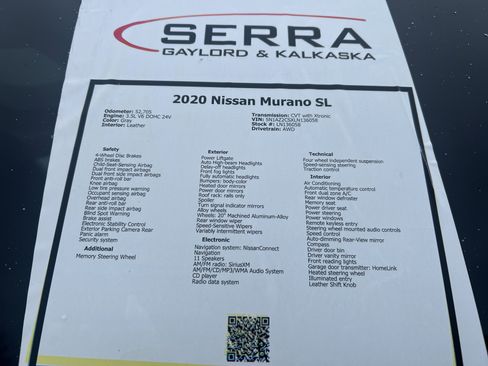 SERRA
GAYLORD & KALKASKA
2020 Nissan Murano SL
Odometer: 52,705
Engine: 3.5L V6 DOHC 24V
Color: Gray
Interior: Leather
Transmission: CVT with Xtronic
VIN: 5N1AZ2CSXLN136058
Stock #: LN136058
Drivetrain: AWD
Safety
4-Wheel Disc Brakes
ABS brakes
Child-Seat-Sensing Airbag
Dual front impact airbags
Dual front side impact airbags
Front anti-roll bar
Knee airbag
Low tire pressure warning
Occupant sensing airbag
Overhead airbag
Rear anti-roll bar
Rear side impact airbag
Blind Spot Warning
Brake assist
Electronic Stability Control
Exterior Parking Camera Rear
Panic alarm
Security system
Additional
Memory Steering Wheel
Exterior
Power Liftgate
Auto High-beam Headlights
Delay-off headlights
Front fog lights
Fully automatic headlights
Bumpers: body-color
Heated door mirrors
Power door mirrors
Roof rack: rails only
Spoiler
Turn signal indicator mirrors
Alloy wheels
Wheels: 20" Machined Aluminum-Alloy
Rear window wiper
Speed-Sensitive Wipers
Variably intermittent wipers
Electronic
Navigation system: NissanConnect
Navigation
11 Speakers
AM/FM radio: SiriusXM
AM/FM/CD/MP3/WMA Audio System
CD player
Radio data system
Technical
Four wheel independent suspension
Speed-sensing steering
Traction control
Interior
Air Conditioning
Automatic temperature control
Front dual zone A/C
Rear window defroster
Memory seat
Power driver seat
Power steering
Power windows
Remote keyless entry
Steering wheel mounted audio controls
Speed control
Auto-dimming Rear-View mirror
Compass
Driver door bin
Driver vanity mirror
Front reading lights
Garage door transmitter: HomeLink
Heated steering wheel
Illuminated entry
Leather Shift Knob